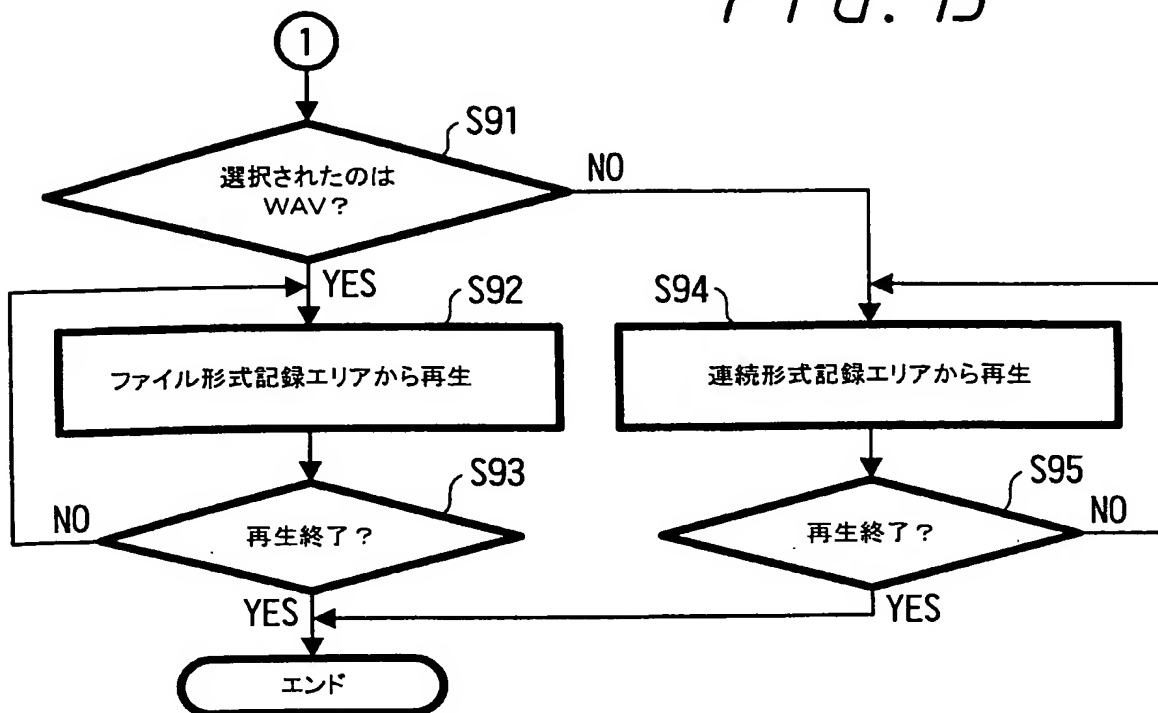 FIG.
1
S91
選択されたのは
WAV?
NO
YES
S92
S94
ファイル形式記録エリアから再生
連続形式記録エリアから再生
S93
S95
NO
再生終了?
再生終了?
NO
YES
YES
エンド